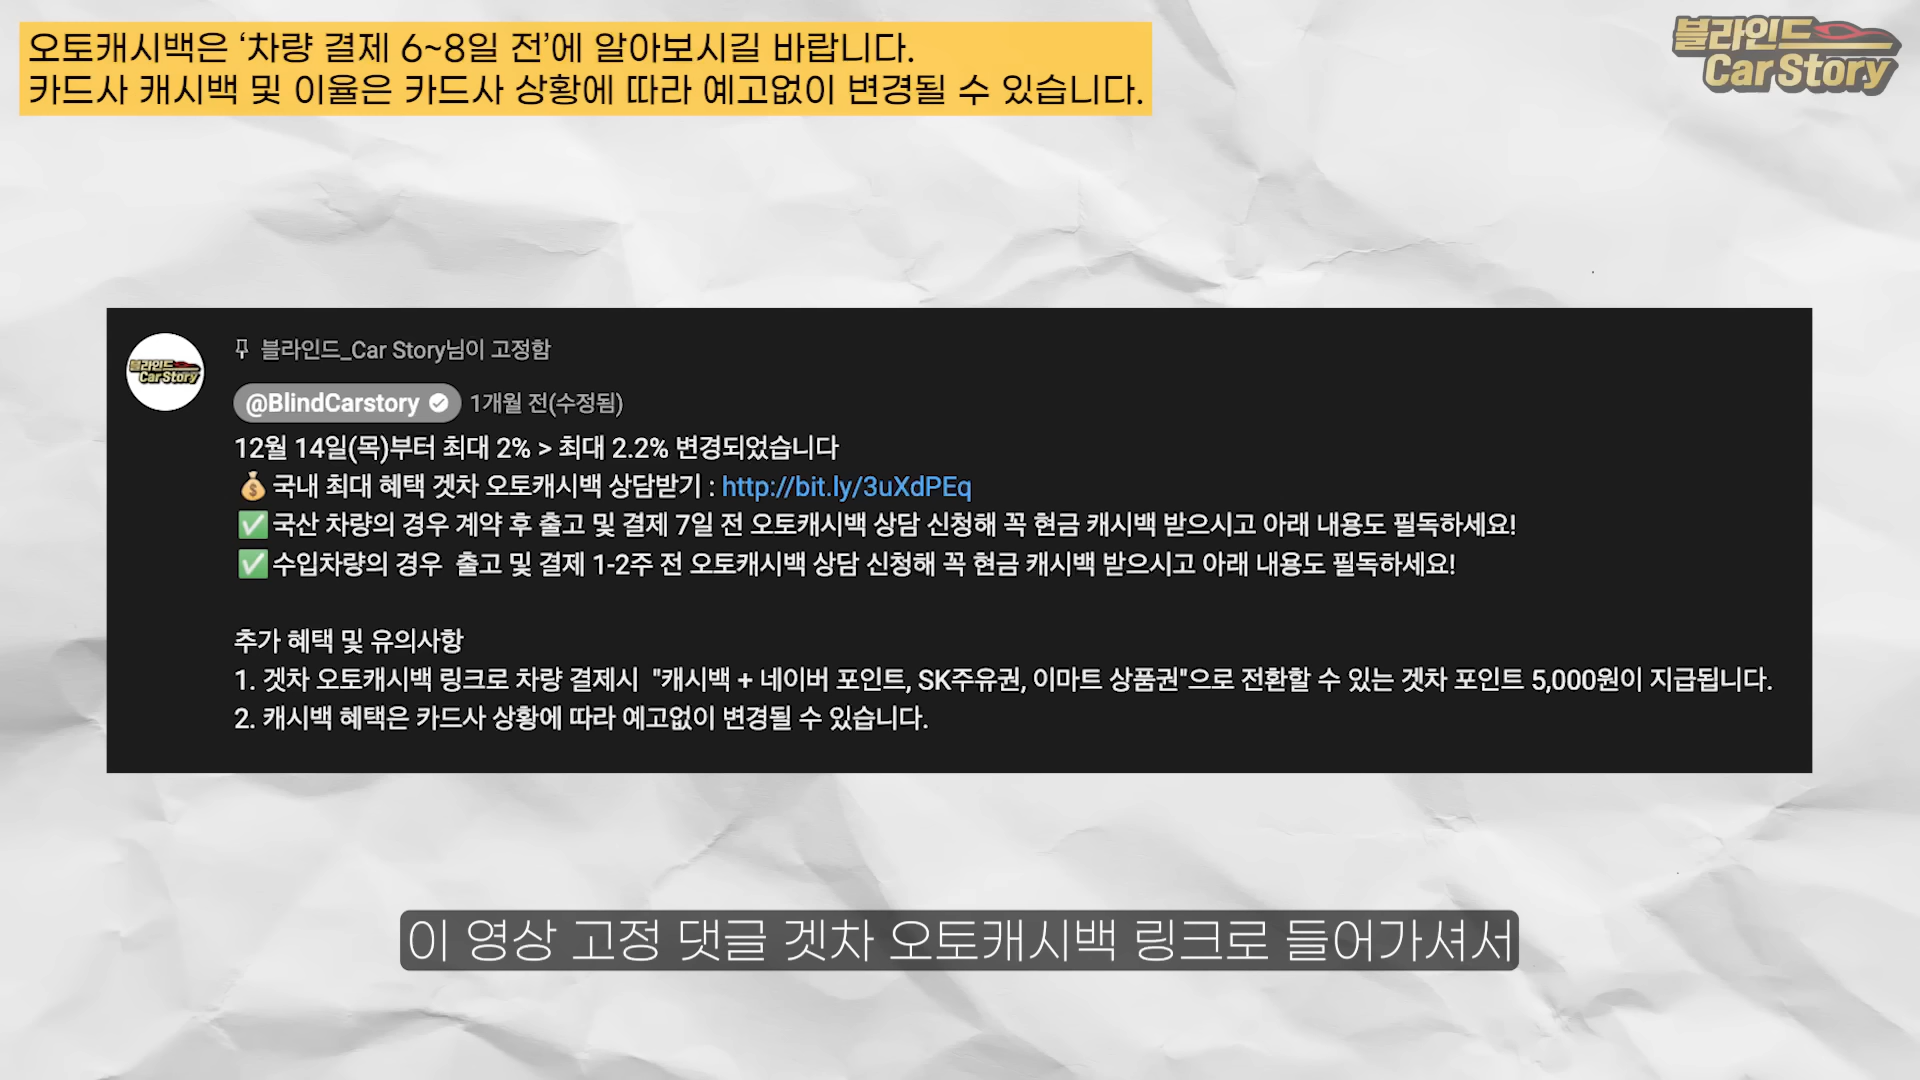 오토캐시백은 ‘차량 결제 6~8일 전’에 알아보시길 바랍니다.
카드사 캐시백 및 이율은 카드사 상황에 따라 예고없이 변경될 수 있습니다.
블라인드
Car Story
블라인드_Car Story님이 고정함
블라인드
Car Story
@BlindCarstory 1개월 전(수정됨)
12월 14일(목)부터 최대 2% > 최대 2.2% 변경되었습니다
💰국내 최대 혜택 겟차 오토캐시백 상담받기 : http://bit.ly/3uXdPEq
✅국산 차량의 경우 계약 후 출고 및 결제 7일 전 오토캐시백 상담 신청해 꼭 현금 캐시백 받으시고 아래 내용도 필독하세요!
✅수입차량의 경우 출고 및 결제 1-2주 전 오토캐시백 상담 신청해 꼭 현금 캐시백 받으시고 아래 내용도 필독하세요!
추가 혜택 및 유의사항
1. 겟차 오토캐시백 링크로 차량 결제시 "캐시백 + 네이버 포인트, SK주유권, 이마트 상품권"으로 전환할 수 있는 겟차 포인트 5,000원이 지급됩니다.
2. 캐시백 혜택은 카드사 상황에 따라 예고없이 변경될 수 있습니다.
이 영상 고정 댓글 겟차 오토캐시백 링크로 들어가셔서